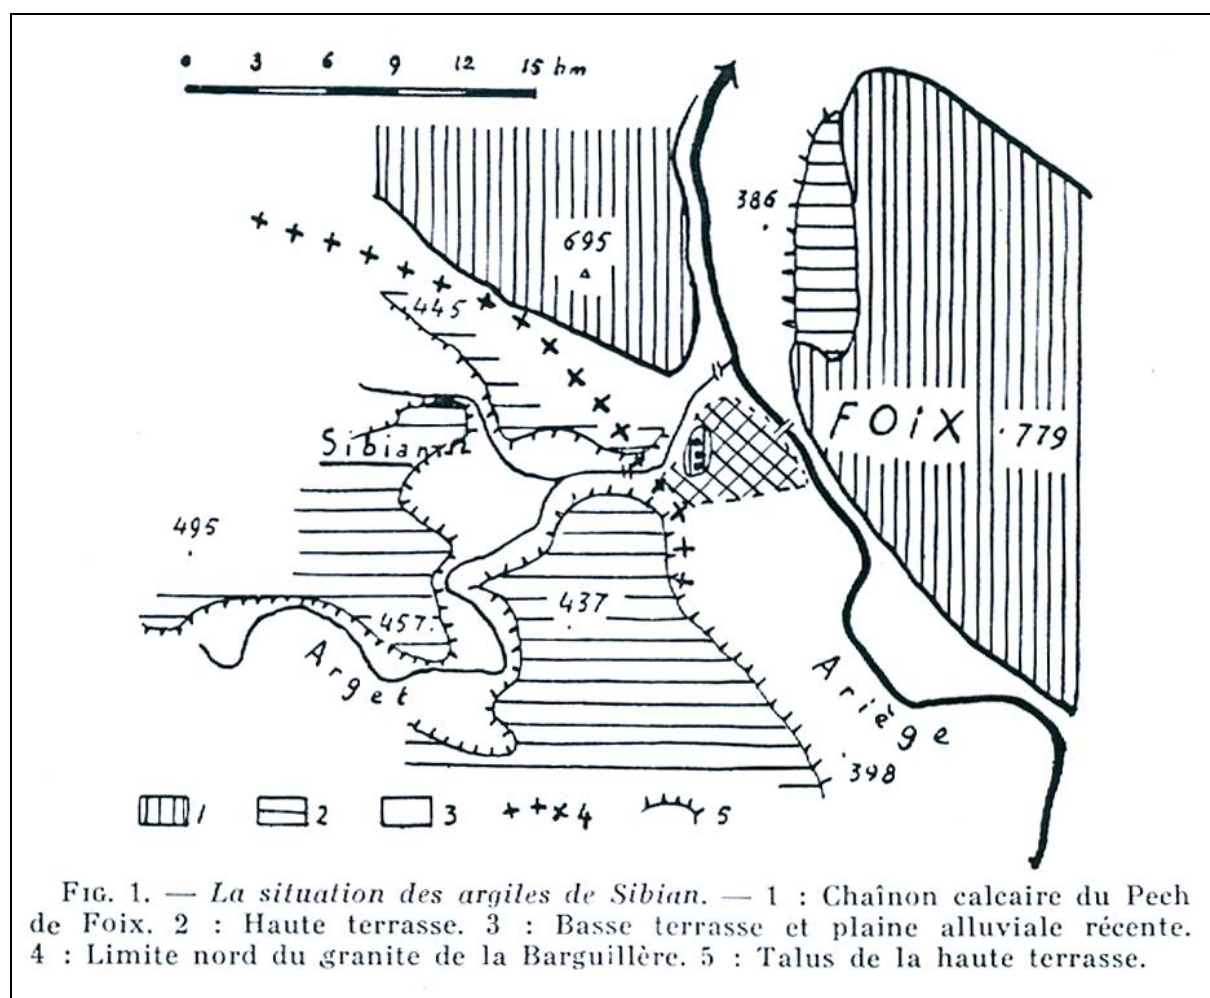 0 3 6 9 12 15 hm
386
695
445
FOiX
779
Sibian
495
437
457
Arget
Ariège
398
1 2 3 4 5
FIG. 1. — La situation des argiles de Sibian. — 1 : Chaînon calcaire du Pech
de Foix. 2 : Haute terrasse. 3 : Basse terrasse et plaine alluviale récente.
4 : Limite nord du granite de la Barguillère. 5 : Talus de la haute terrasse.